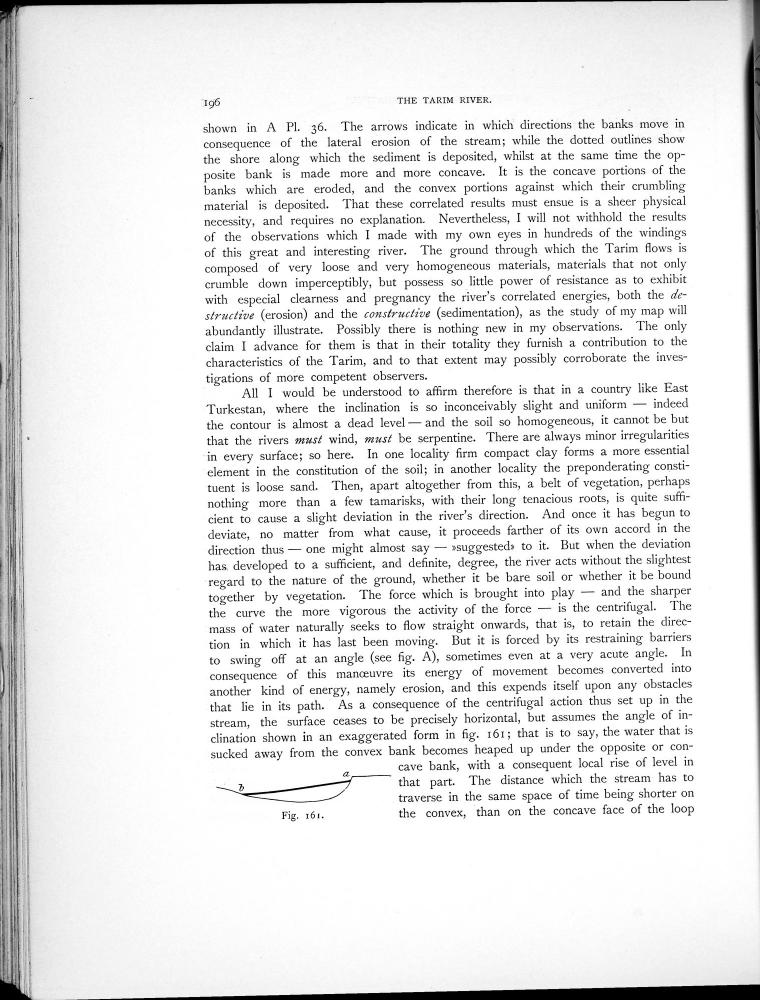 196
THE TARIM RIVER.
shown in A Pl. 36. The arrows indicate in which directions the banks move in
consequence of the lateral erosion of the stream; while the dotted outlines show
the shore along which the sediment is deposited, whilst at the same time the op-
posite bank is made more and more concave. It is the concave portions of the
banks which are eroded, and the convex portions against which their crumbling
material is deposited. That these correlated results must ensue is a sheer physical
necessity, and requires no explanation. Nevertheless, I will not withhold the results
of the observations which I made with my own eyes in hundreds of the windings
of this great and interesting river. The ground through which the Tarim flows is
composed of very loose and very homogeneous materials, materials that not only
crumble down imperceptibly, but possess so little power of resistance as to exhibit
with especial clearness and pregnancy the river's correlated energies, both the de-
structive (erosion) and the constructive (sedimentation), as the study of my map will
abundantly illustrate. Possibly there is nothing new in my observations. The only
claim I advance for them is that in their totality they furnish a contribution to the
characteristics of the Tarim, and to that extent may possibly corroborate the inves-
tigations of more competent observers.
All I would be understood to affirm therefore is that in a country like East
Turkestan, where the inclination is so inconceivably slight and uniform — indeed
the contour is almost a dead level — and the soil so homogeneous, it cannot be but
that the rivers must wind, must be serpentine. There are always minor irregularities
in every surface; so here. In one locality firm compact clay forms a more essential
element in the constitution of the soil; in another locality the preponderating consti-
tuent is loose sand. Then, apart altogether from this, a belt of vegetation, perhaps
nothing more than a few tamarisks, with their long tenacious roots, is quite suffi-
cient to cause a slight deviation in the river's direction. And once it has begun to
deviate, no matter from what cause, it proceeds farther of its own accord in the
direction thus — one might almost say — »suggested» to it. But when the deviation
has developed to a sufficient, and definite, degree, the river acts without the slightest
regard to the nature of the ground, whether it be bare soil or whether it be bound
together by vegetation. The force which is brought into play — and the sharper
the curve the more vigorous the activity of the force — is the centrifugal. The
mass of water naturally seeks to flow straight onwards, that is, to retain the direc-
tion in which it has last been moving. But it is forced by its restraining barriers
to swing off at an angle (see fig. A), sometimes even at a very acute angle. In
consequence of this manœuvre its energy of movement becomes converted into
another kind of energy, namely erosion, and this expends itself upon any obstacles
that lie in its path. As a consequence of the centrifugal action thus set up in the
stream, the surface ceases to be precisely horizontal, but assumes the angle of in-
clination shown in an exaggerated form in fig. 161; that is to say, the water that is
sucked away from the convex bank becomes heaped up under the opposite or con-
cave bank, with a consequent local rise of level in
that part. The distance which the stream has to
traverse in the same space of time being shorter on
the convex, than on the concave face of the loop
a
b
Fig. 161.